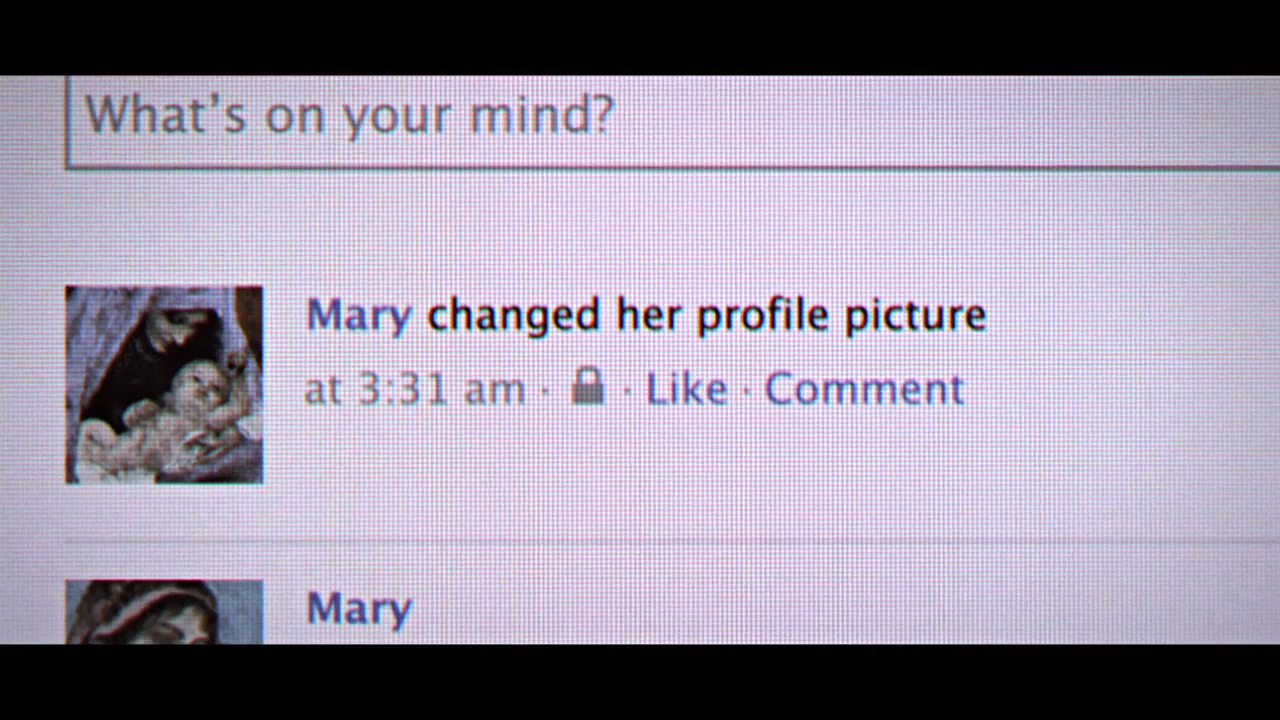 What's on your mind?
Mary changed her profile picture
at 3:31 am · · Like · Comment
Mary